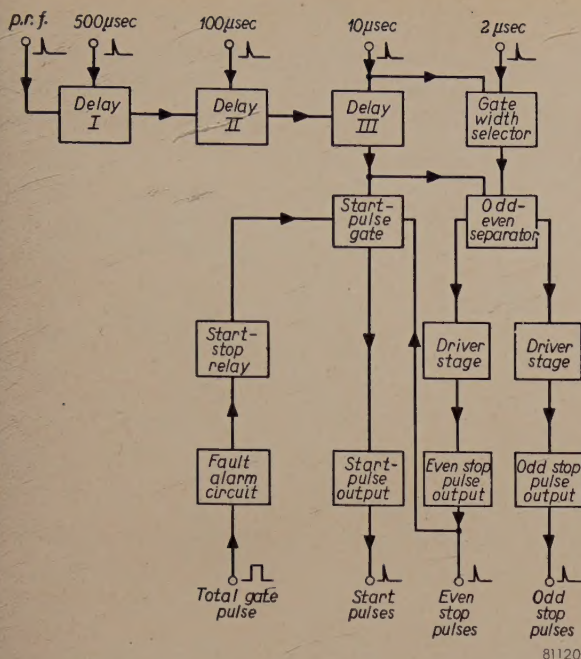 p.r.f. 500μsec 100μsec 10μsec 2μsec
Delay
I
Delay
II
Delay
III
Gate
width
selector
Start-
pulse
gate
Odd-
even
separator
Start-
stop
relay
Driver
stage
Driver
stage
Fault
alarm
circuit
Start-
pulse
output
Even stop
pulse
output
Odd stop
pulse
output
Total gate
pulse
Start
pulses
Even
stop
pulses
Odd
stop
pulses
81120